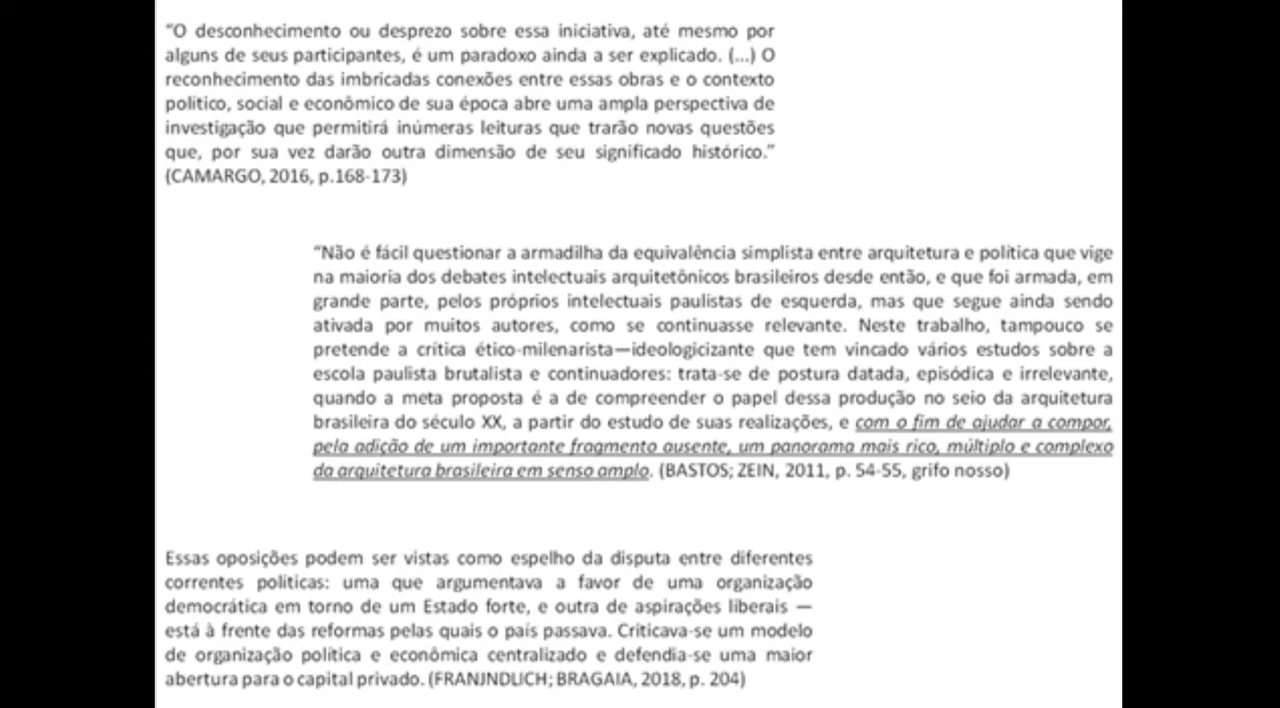 “O desconhecimento ou desprezo sobre essa iniciativa, até mesmo por
alguns de seus participantes, é um paradoxo ainda a ser explicado. (...) O
reconhecimento das imbricadas conexões entre essas obras e o contexto
político, social e econômico de sua época abre uma ampla perspectiva de
investigação que permitirá inúmeras leituras que trarão novas questões
que, por sua vez darão outra dimensão de seu significado histórico.”
(CAMARGO, 2016, p.168-173)
“Não é fácil questionar a armadilha da equivalência simplista entre arquitetura e política que vige
na maioria dos debates intelectuais arquitetônicos brasileiros desde então, e que foi armada, em
grande parte, pelos próprios intelectuais paulistas de esquerda, mas que segue ainda sendo
ativada por muitos autores, como se continuasse relevante. Neste trabalho, tampouco se
pretende a crítica ético-milenarista—ideologicizante que tem vincado vários estudos sobre a
escola paulista brutalista e continuadores: trata-se de postura datada, episódica e irrelevante,
quando a meta proposta é a de compreender o papel dessa produção no seio da arquitetura
brasileira do século XX, a partir do estudo de suas realizações, e com o fim de ajudar a compor,
pela adição de um importante fragmento ausente, um panorama mais rico, múltiplo e complexo
da arquitetura brasileira em senso amplo. (BASTOS; ZEIN, 2011, p. 54-55, grifo nosso)
Essas oposições podem ser vistas como espelho da disputa entre diferentes
correntes políticas: uma que argumentava a favor de uma organização
democrática em torno de um Estado forte, e outra de aspirações liberais —
está à frente das reformas pelas quais o país passava. Criticava-se um modelo
de organização política e econômica centralizado e defendia-se uma maior
abertura para o capital privado. (FRANJNDLICH; BRAGAIA, 2018, p. 204)